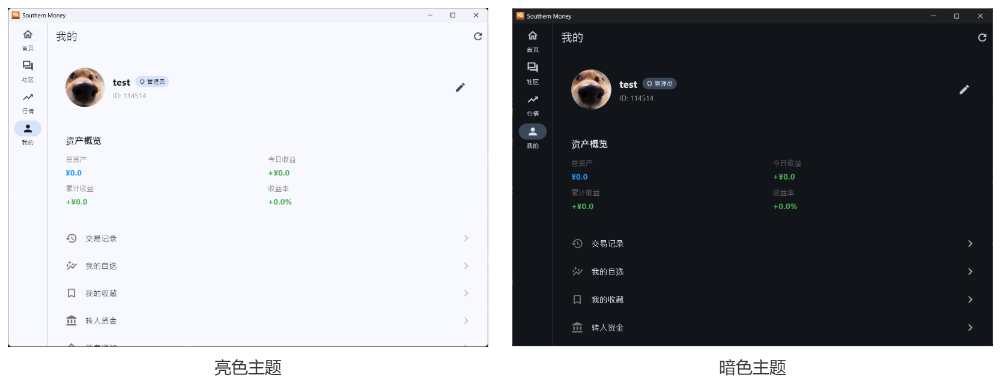 Southern Money
我的
首页
社区
行情
我的
test 管理员
ID: 114514
资产概览
总资产 今日收益
¥0.0 +¥0.0
累计收益 收益率
+¥0.0 +0.0%
交易记录
我的自选
我的收藏
转入资金
消息通知
亮色主题
Southern Money
我的
首页
社区
行情
我的
test 管理员
ID: 114514
资产概览
总资产 今日收益
¥0.0 +¥0.0
累计收益 收益率
+¥0.0 +0.0%
交易记录
我的自选
我的收藏
转入资金
暗色主题